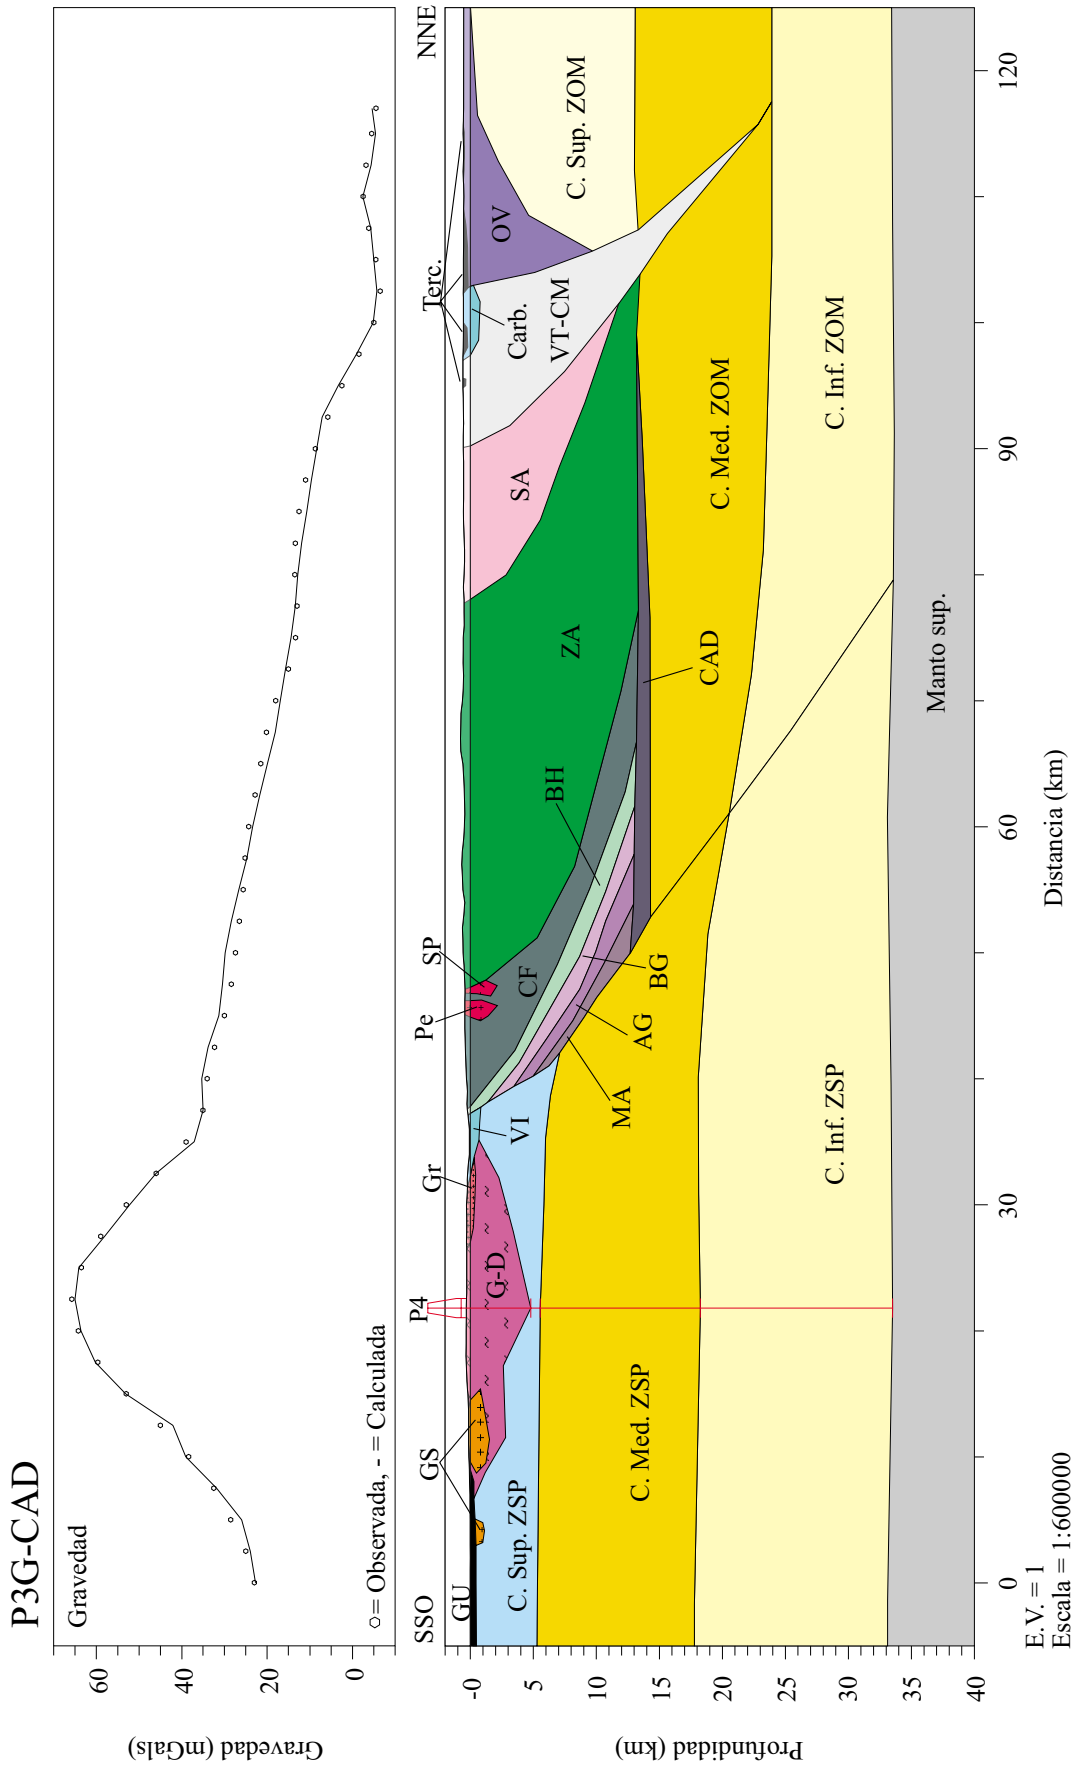 P3G-CAD
Gravedad
= Observada, - = Calculada
Gravedad (mGals)
60
40
20
0
SSO
NNE
GS
P4
Gr
Pe
SP
Terc.
GU
C. Sup. ZSP
G-D
VI
CF
BH
ZA
SA
VT-CM
Carb.
OV
C. Sup. ZOM
MA
AG
BG
CAD
C. Med. ZSP
C. Med. ZOM
C. Inf. ZSP
C. Inf. ZOM
Manto sup.
Profundidad (km)
-0
5
10
15
20
25
30
35
40
0
30
60
90
120
Distancia (km)
E.V. = 1
Escala = 1:600000